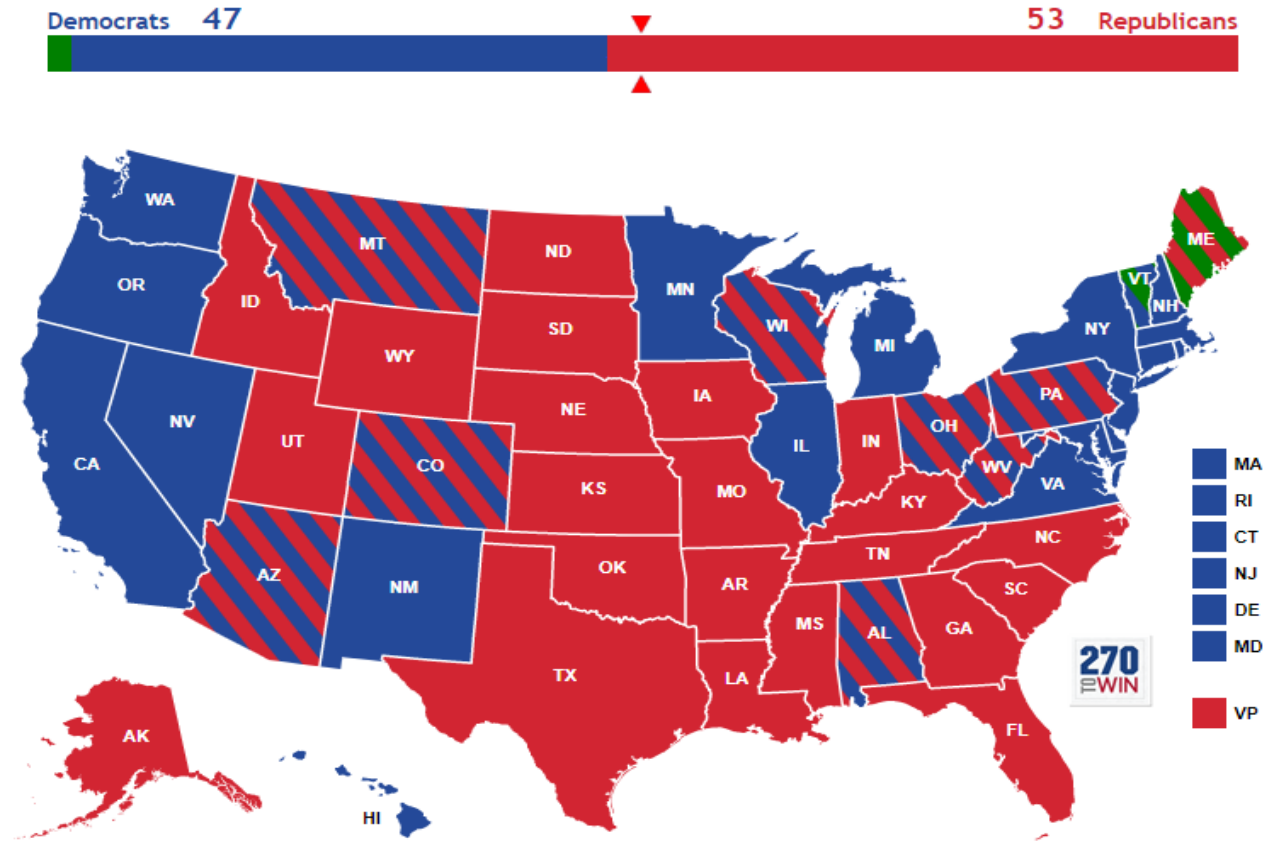 Democrats 47
53 Republicans
WA
MT
ND
ME
MN
VT
OR
NH
ID
SD
WI
NY
MI
WY
PA
IA
NE
NV
OH
UT
IN
IL
CO
CA
WV
MA
KS
MO
VA
KY
RI
NC
CT
TN
OK
NJ
AZ
AR
NM
SC
DE
MS
AL
GA
MD
270
TO
WIN
TX
LA
VP
FL
AK
HI